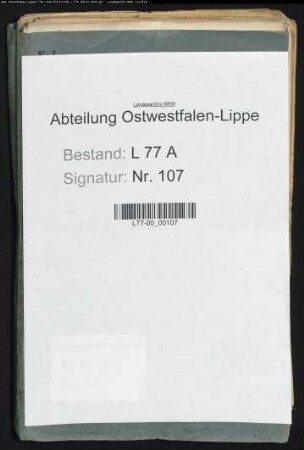 Landesarchiv NRW
Abteilung Ostwestfalen-Lippe
Bestand: L 77 A
Signatur: Nr. 107
L77-00_00107